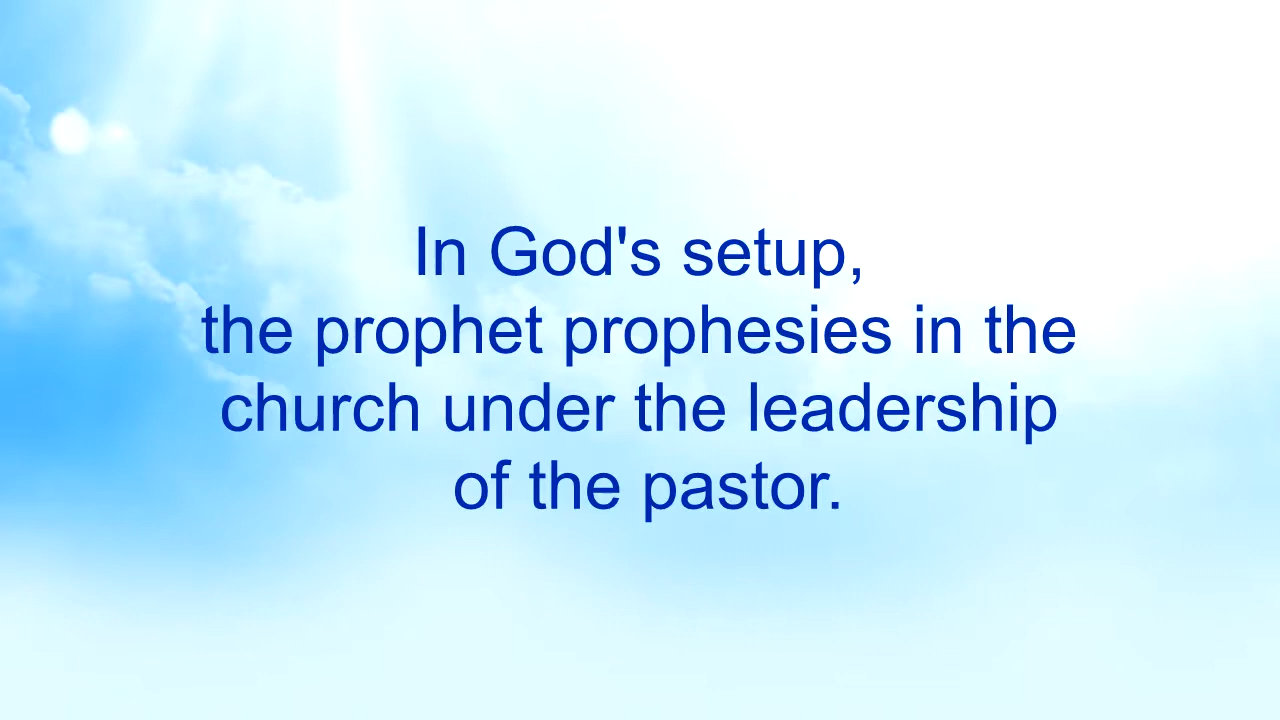 In God's setup,
the prophet prophesies in the
church under the leadership
of the pastor.